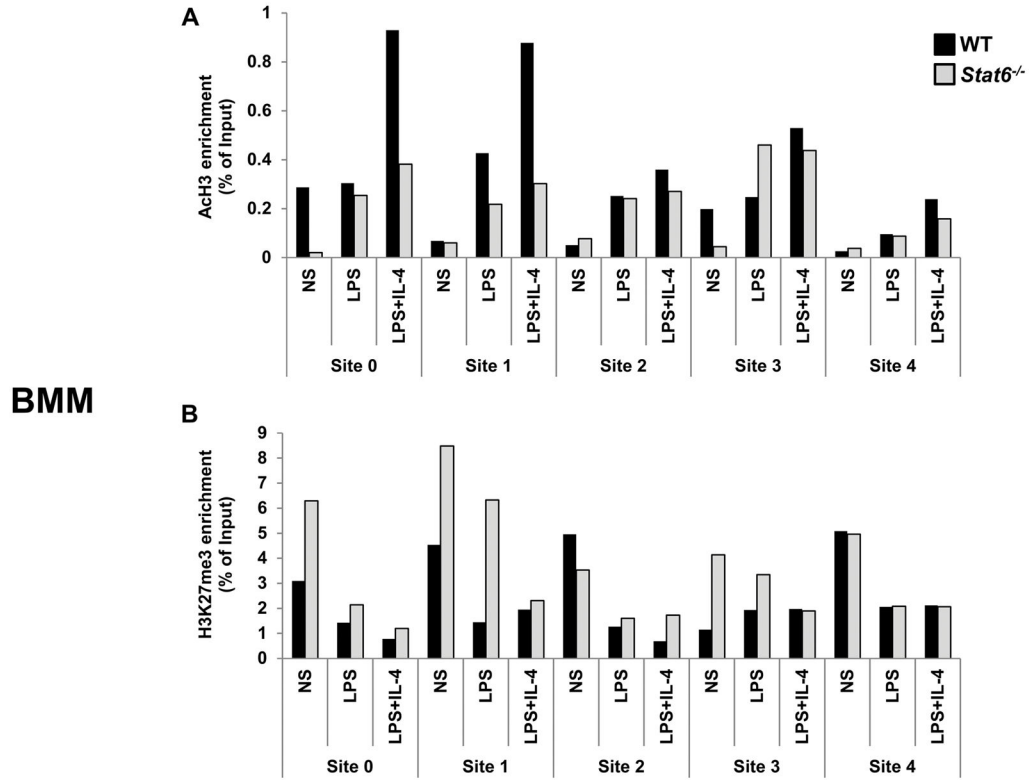 A
1
0.8
0.6
0.4
0.2
0
AcH3 enrichment
(% of Input)
WT
Stat6-/-
NS LPS LPS+IL-4 NS LPS LPS+IL-4 NS LPS LPS+IL-4 NS LPS LPS+IL-4 NS LPS LPS+IL-4
Site 0 Site 1 Site 2 Site 3 Site 4
BMM
B
9
8
7
6
5
4
3
2
1
0
H3K27me3 enrichment
(% of Input)
NS LPS LPS+IL-4 NS LPS LPS+IL-4 NS LPS LPS+IL-4 NS LPS LPS+IL-4 NS LPS LPS+IL-4
Site 0 Site 1 Site 2 Site 3 Site 4